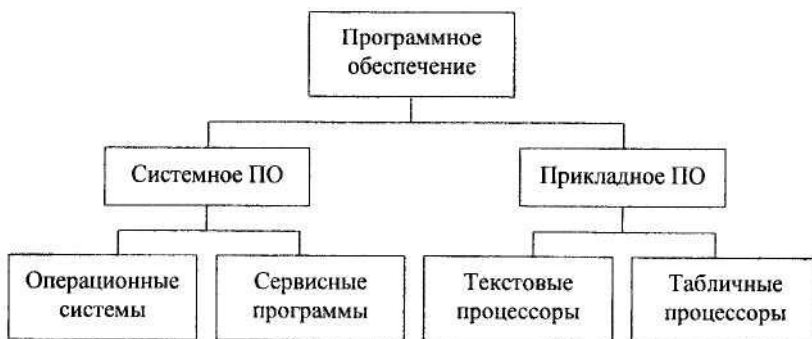 Программное
обеспечение
Системное ПО
Прикладное ПО
Операционные
системы
Сервисные
программы
Текстовые
процессоры
Табличные
процессоры